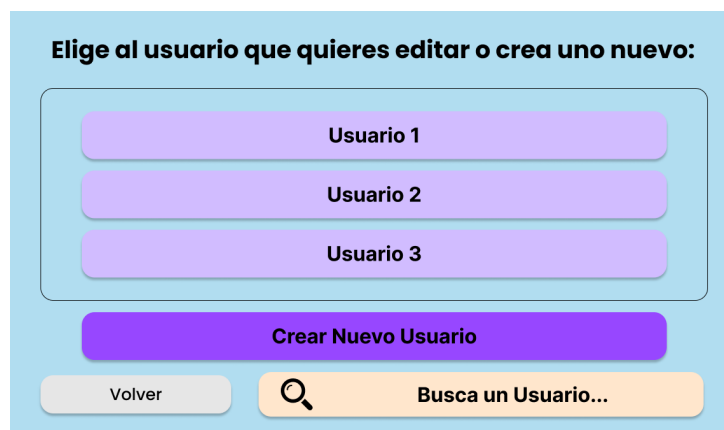 Elige al usuario que quieres editar o crea uno nuevo:
Usuario 1
Usuario 2
Usuario 3
Crear Nuevo Usuario
Volver
Busca un Usuario...